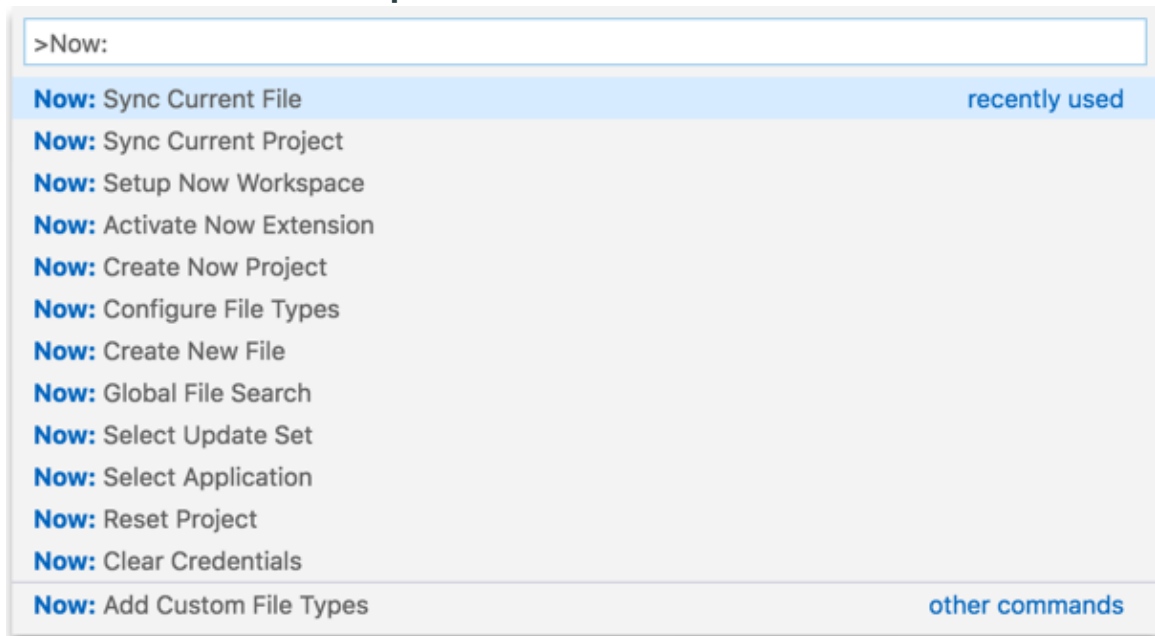 >Now:
Now: Sync Current File recently used
Now: Sync Current Project
Now: Setup Now Workspace
Now: Activate Now Extension
Now: Create Now Project
Now: Configure File Types
Now: Create New File
Now: Global File Search
Now: Select Update Set
Now: Select Application
Now: Reset Project
Now: Clear Credentials
Now: Add Custom File Types other commands